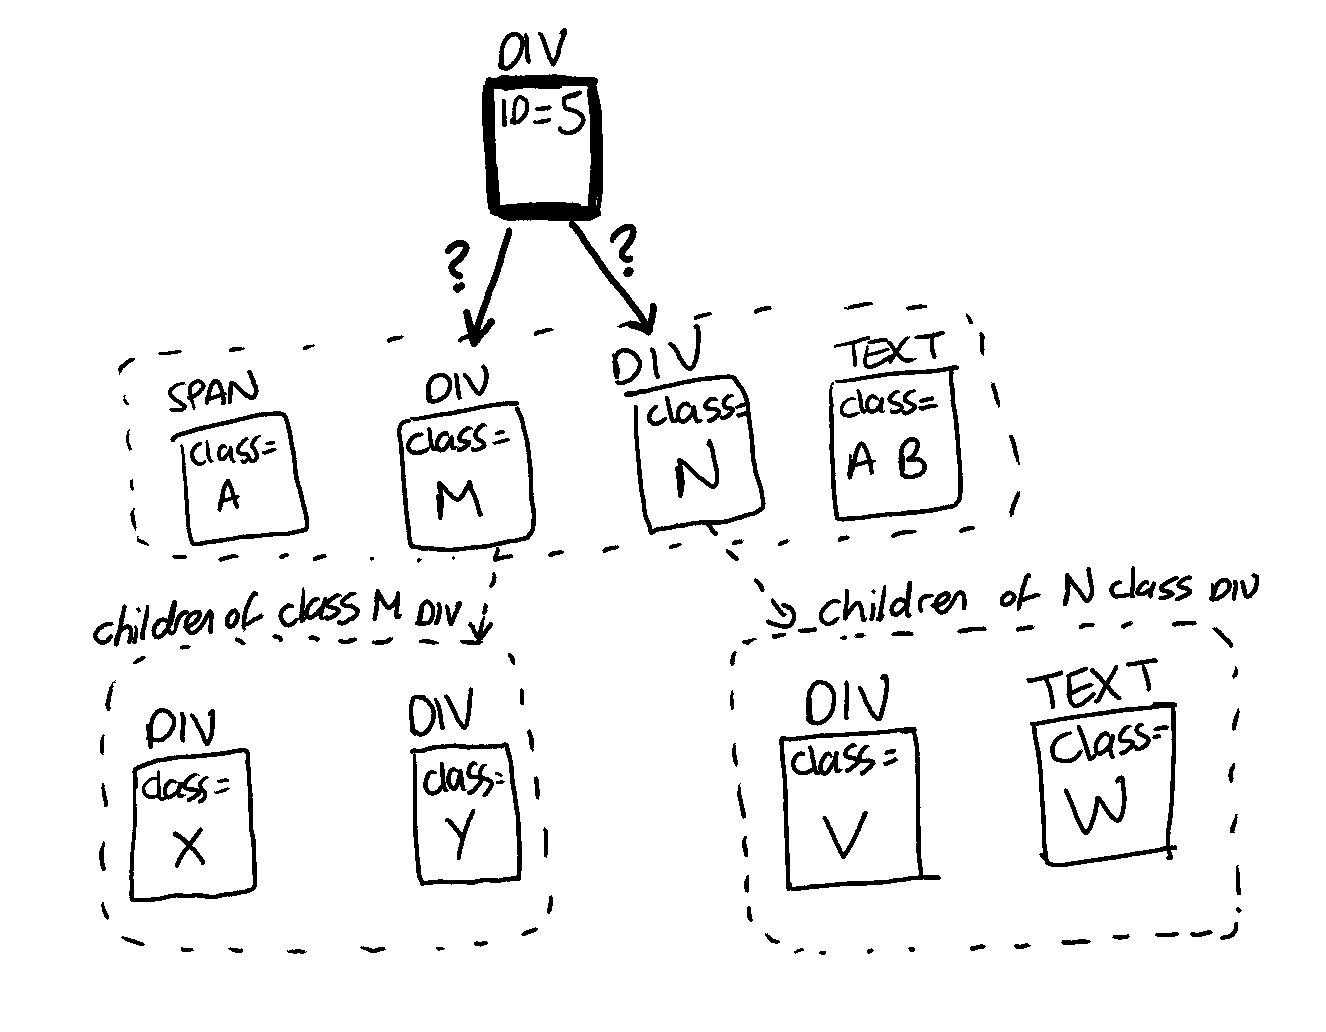 DIV
ID=5
?
?
SPAN
class=
A
DIV
class=
M
DIV
class=
N
TEXT
class=
A B
children of class M DIV
children of N class DIV
DIV
class=
X
DIV
class=
Y
DIV
class=
V
TEXT
class=
W